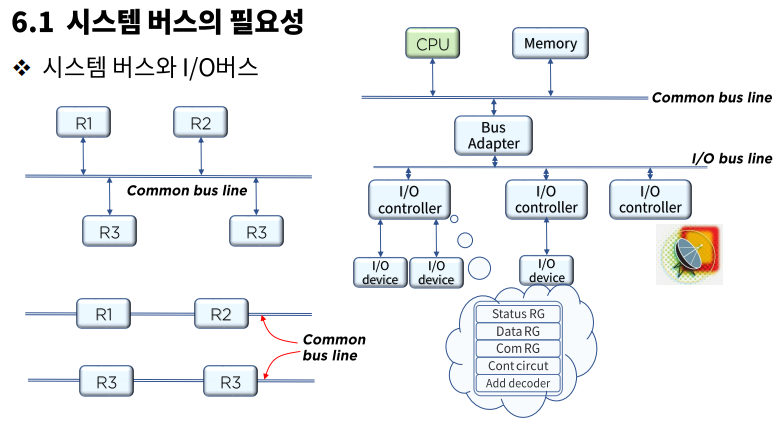 6.1 시스템 버스의 필요성
❖ 시스템 버스와 I/O버스
R1
R2
Common bus line
R3
R3
R1
R2
Common
bus line
R3
R3
CPU
Memory
Common bus line
Bus
Adapter
I/O bus line
I/O
controller
I/O
controller
I/O
controller
I/O
device
I/O
device
I/O
device
Status RG
Data RG
Com RG
Cont circut
Add decoder